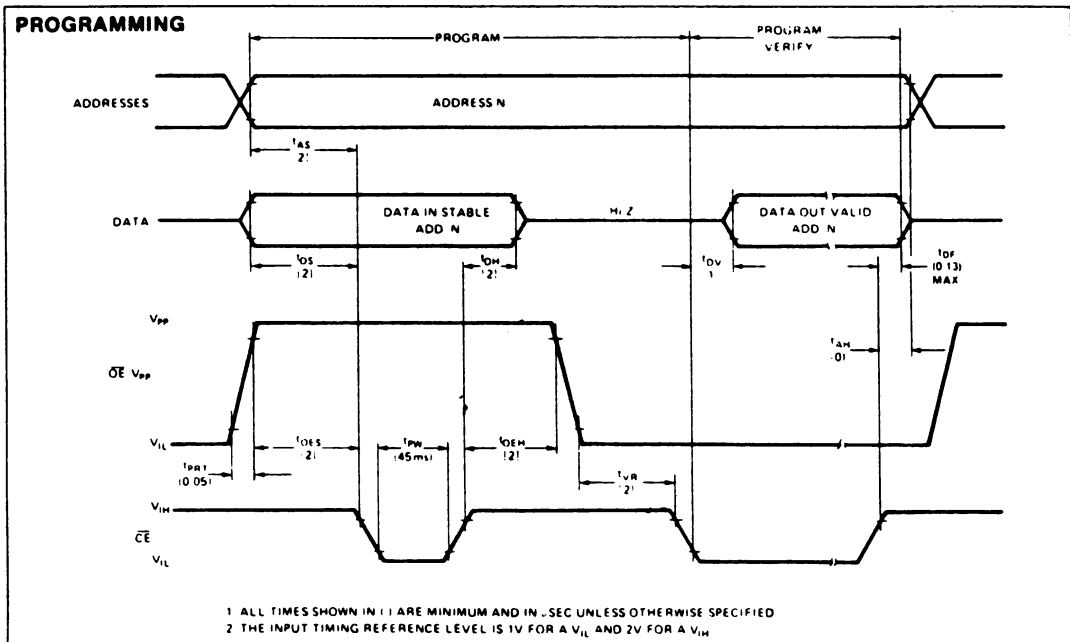 PROGRAMMING
PROGRAM
PROGRAM
VERIFY
ADDRESSES
ADDRESS N
tAS
2]
DATA
DATA IN STABLE
ADD N
Hi Z
DATA OUT VALID
ADD N
tDS
[2]
tDH
[2]
tDV
1
tDF
(0.13)
MAX
VPP
OE VPP
VIL
tAH
[0]
tOES
[2]
tPW
(45ms)
tOEH
[2]
tPRT
(0.05)
tVR
[2]
VIH
CE
VIL
1 ALL TIMES SHOWN IN ( ) ARE MINIMUM AND IN SEC UNLESS OTHERWISE SPECIFIED
2 THE INPUT TIMING REFERENCE LEVEL IS 1V FOR A VIL AND 2V FOR A VIH